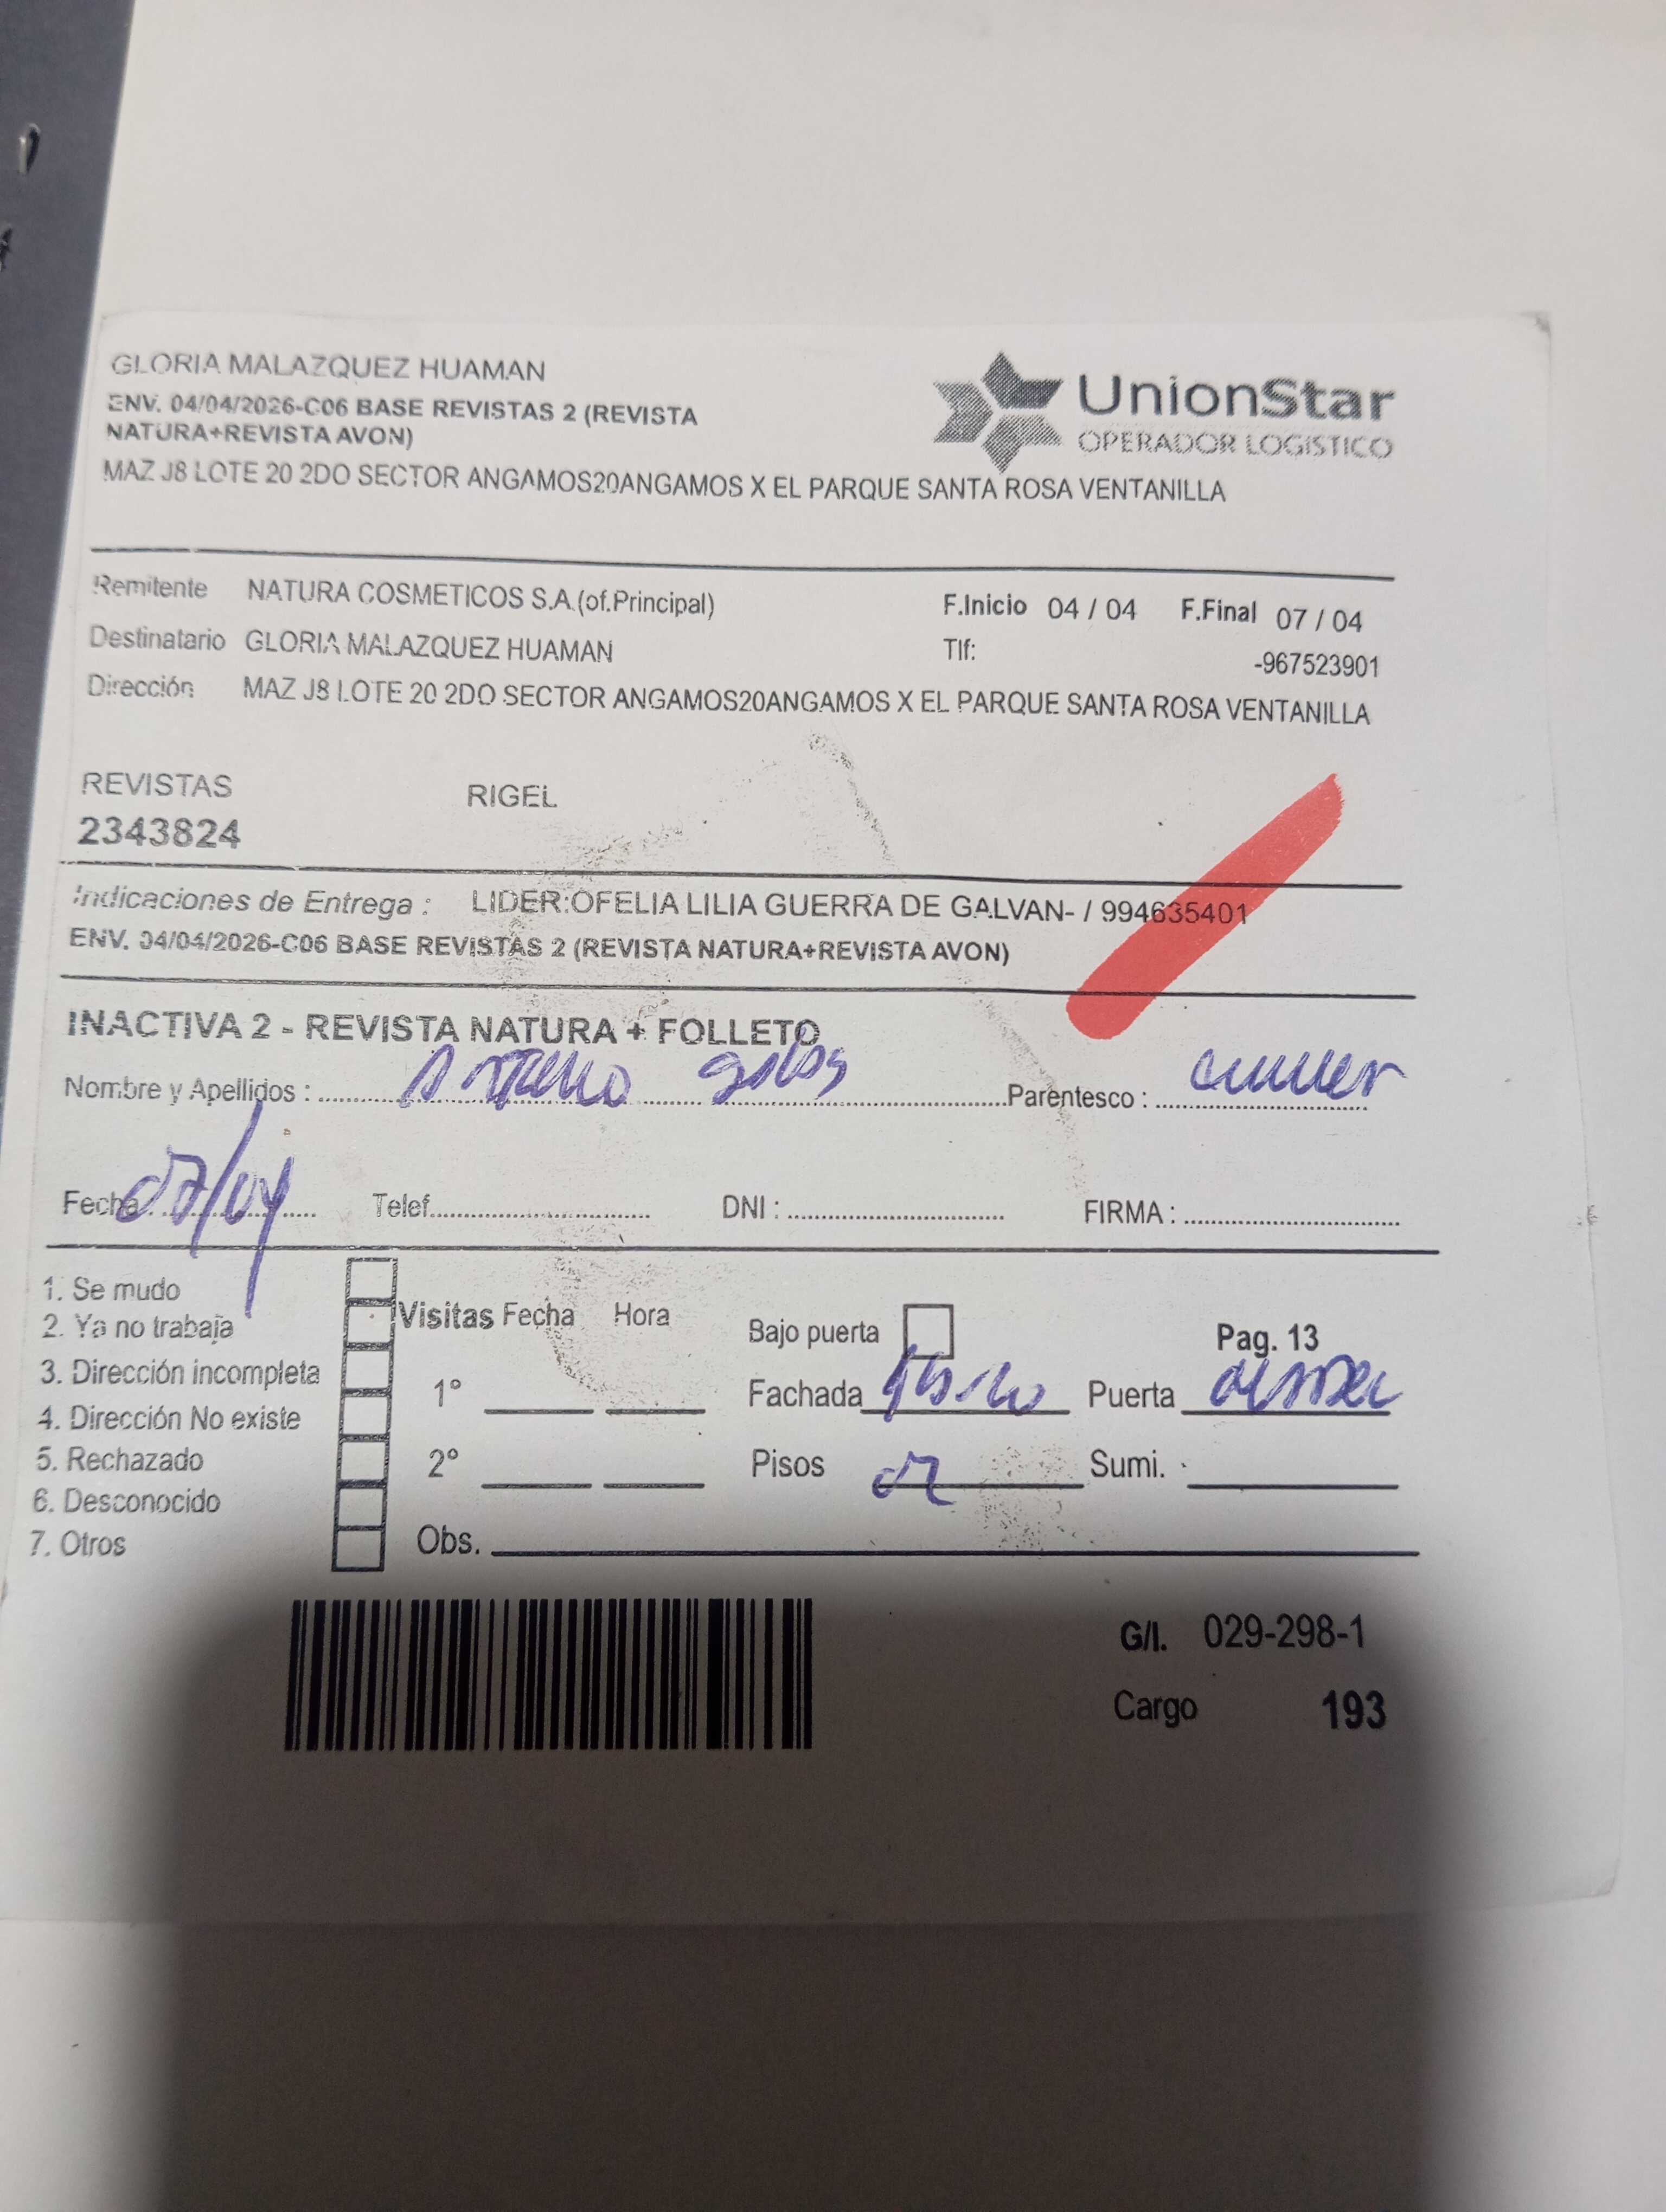 GLORIA MALAZQUEZ HUAMAN
ENV. 04/04/2026-C06 BASE REVISTAS 2 (REVISTA
NATURA+REVISTA AVON)
MAZ J8 LOTE 20 2DO SECTOR ANGAMOS20ANGAMOS X EL PARQUE SANTA ROSA VENTANILLA
UnionStar
OPERADOR LOGISTICO
Remitente NATURA COSMETICOS S.A.(of.Principal) F.Inicio 04 / 04 F.Final 07 / 04
Destinatario GLORIA MALAZQUEZ HUAMAN Tlf: -967523901
Dirección MAZ J8 LOTE 20 2DO SECTOR ANGAMOS20ANGAMOS X EL PARQUE SANTA ROSA VENTANILLA
REVISTAS RIGEL
2343824
Indicaciones de Entrega : LIDER:OFELIA LILIA GUERRA DE GALVAN- / 994635401
ENV. 04/04/2026-C06 BASE REVISTAS 2 (REVISTA NATURA+REVISTA AVON)
INACTIVA 2 - REVISTA NATURA + FOLLETO
Nombre y Apellidos : Parentesco :
Fecha: 07/04 Telef. DNI : FIRMA :
1. Se mudo
2. Ya no trabaja
3. Dirección incompleta
4. Dirección No existe
5. Rechazado
6. Desconocido
7. Otros
Visitas Fecha Hora
1°
2°
Obs.
Bajo puerta Pag. 13
Fachada Puerta
Pisos 02 Sumi.
G/I. 029-298-1
Cargo 193